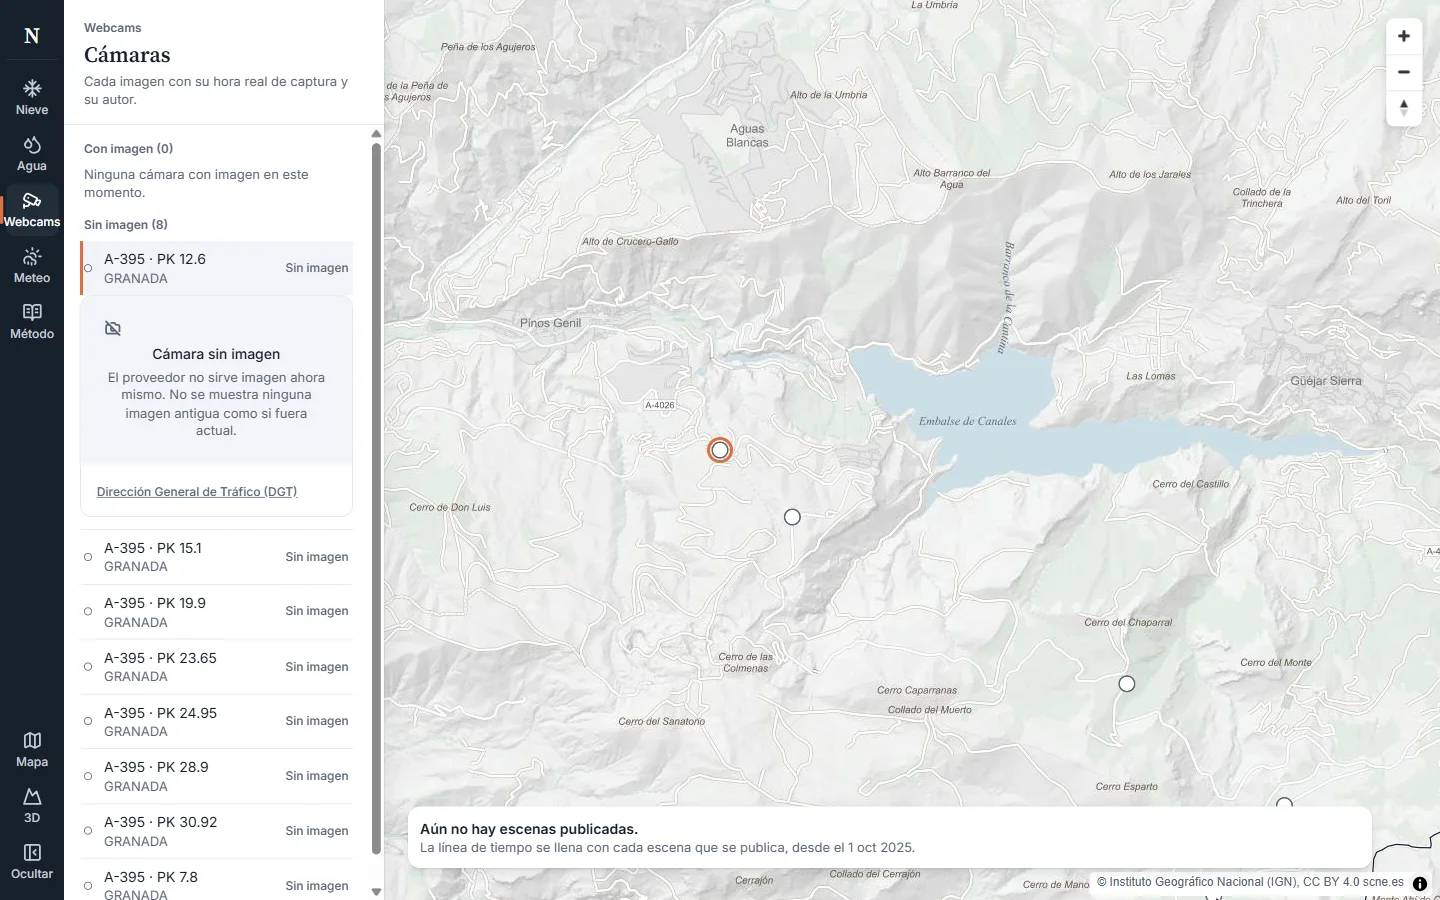 N
Nieve
Agua
Webcams
Meteo
Método
Mapa
3D
Ocultar
Webcams
Cámaras
Cada imagen con su hora real de captura y
su autor.
Con imagen (0)
Ninguna cámara con imagen en este
momento.
Sin imagen (8)
A-395 · PK 12.6
GRANADA
Sin imagen
Cámara sin imagen
El proveedor no sirve imagen ahora
mismo. No se muestra ninguna
imagen antigua como si fuera
actual.
Dirección General de Tráfico (DGT)
A-395 · PK 15.1
GRANADA
Sin imagen
A-395 · PK 19.9
GRANADA
Sin imagen
A-395 · PK 23.65
GRANADA
Sin imagen
A-395 · PK 24.95
GRANADA
Sin imagen
A-395 · PK 28.9
GRANADA
Sin imagen
A-395 · PK 30.92
GRANADA
Sin imagen
A-395 · PK 7.8
GRANADA
Sin imagen
La Umbria
Peña de los Agujeros
de la Peña de
s Agujeros
Alto de la Umbria
Aguas
Blancas
Alto Barranco del
Agua
Alto de los Jarales
Collado de la
Trinchera
Alto del Toril
Alto de Crucero-Gallo
Barranco de la Cantina
Pinos Genil
Las Lomas
Güéjar Sierra
A-4026
Embalse de Canales
Cerro del Castillo
Cerro de Don Luis
A-4
Cerro del Chaparral
Cerro de las
Colmenas
Cerro del Monte
Cerro Caparranas
Collado del Muerto
Cerro del Sanatorio
Cerro Esparto
Aún no hay escenas publicadas.
La línea de tiempo se llena con cada escena que se publica, desde el 1 oct 2025.
Cerrajón
Collado del Cerrajón
Cerro de Mano
© Instituto Geográfico Nacional (IGN), CC BY 4.0 scne.es